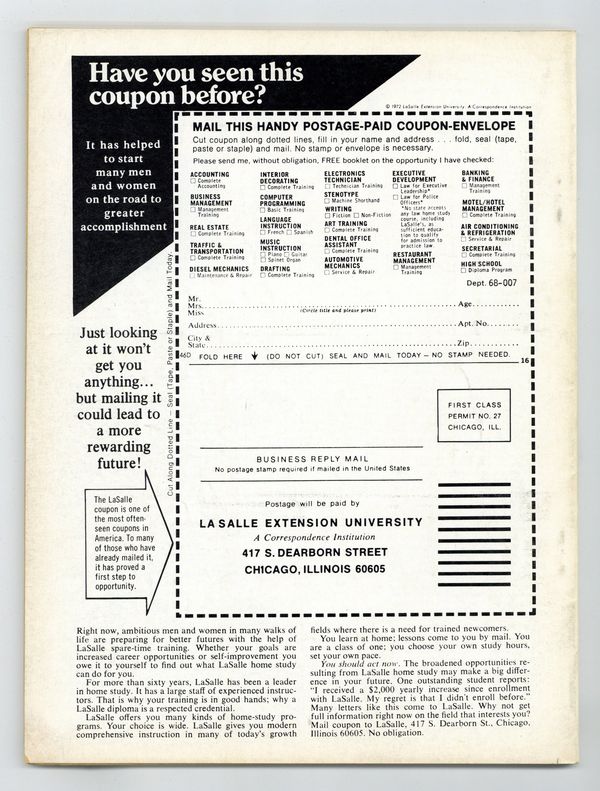 Have you seen this
coupon before?
© 1972 LaSalle Extension University, A Correspondence Institution
It has helped
to start
many men
and women
on the road to
greater
accomplishment
Just looking
at it won't
get you
anything...
but mailing it
could lead to
a more
rewarding
future!
The LaSalle
coupon is one of
the most often-
seen coupons in
America. To many
of those who have
already mailed it,
it has proved a
first step to
opportunity.
Cut Along Dotted Line — Seal (Tape, Paste or Staple) and Mail Today
MAIL THIS HANDY POSTAGE-PAID COUPON-ENVELOPE
Cut coupon along dotted lines, fill in your name and address . . . fold, seal (tape,
paste or staple) and mail. No stamp or envelope is necessary.
Please send me, without obligation, FREE booklet on the opportunity I have checked:
ACCOUNTING
☐ Complete
Accounting
BUSINESS
MANAGEMENT
☐ Management
Training
REAL ESTATE
☐ Complete Training
TRAFFIC &
TRANSPORTATION
☐ Complete Training
DIESEL MECHANICS
☐ Maintenance & Repair
INTERIOR
DECORATING
☐ Complete Training
COMPUTER
PROGRAMMING
☐ Basic Training
LANGUAGE
INSTRUCTION
☐ French ☐ Spanish
MUSIC
INSTRUCTION
☐ Piano ☐ Guitar
☐ Spinet Organ
DRAFTING
☐ Complete Training
ELECTRONICS
TECHNICIAN
☐ Technician Training
STENOTYPE
☐ Machine Shorthand
WRITING
☐ Fiction ☐ Non-Fiction
ART TRAINING
☐ Complete Training
DENTAL OFFICE
ASSISTANT
☐ Complete Training
AUTOMOTIVE
MECHANICS
☐ Service & Repair
EXECUTIVE
DEVELOPMENT
☐ Law for Executive
Leadership*
☐ Law for Police
Officers*
*No state accepts
any law home study
course, including
LaSalle's, as
sufficient educa-
tion to qualify
for admission to
practice law.
RESTAURANT
MANAGEMENT
☐ Management
Training
BANKING
& FINANCE
☐ Management
Training
MOTEL/HOTEL
MANAGEMENT
☐ Complete Training
AIR CONDITIONING
& REFRIGERATION
☐ Service & Repair
SECRETARIAL
☐ Complete Training
HIGH SCHOOL
☐ Diploma Program
Dept. 68-007
Mr.
Mrs. Age
Miss (Circle title and please print)
Address Apt. No.
City &
State Zip
46D FOLD HERE (DO NOT CUT) SEAL AND MAIL TODAY — NO STAMP NEEDED.
16
FIRST CLASS
PERMIT NO. 27
CHICAGO, ILL.
BUSINESS REPLY MAIL
No postage stamp required if mailed in the United States
Postage will be paid by
LA SALLE EXTENSION UNIVERSITY
A Correspondence Institution
417 S. DEARBORN STREET
CHICAGO, ILLINOIS 60605
Right now, ambitious men and women in many walks of
life are preparing for better futures with the help of
LaSalle spare-time training. Whether your goals are
increased career opportunities or self-improvement you
owe it to yourself to find out what LaSalle home study
can do for you.
For more than sixty years, LaSalle has been a leader
in home study. It has a large staff of experienced instruc-
tors. That is why your training is in good hands; why a
LaSalle diploma is a respected credential.
LaSalle offers you many kinds of home-study pro-
grams. Your choice is wide. LaSalle gives you modern
comprehensive instruction in many of today's growth
fields where there is a need for trained newcomers.
You learn at home; lessons come to you by mail. You
are a class of one; you choose your own study hours,
set your own pace.
You should act now. The broadened opportunities re-
sulting from LaSalle home study may make a big differ-
ence in your future. One outstanding student reports:
"I received a $2,000 yearly increase since enrollment
with LaSalle. My regret is that I didn't enroll before."
Many letters like this come to LaSalle. Why not get
full information right now on the field that interests you?
Mail coupon to LaSalle, 417 S. Dearborn St., Chicago,
Illinois 60605. No obligation.